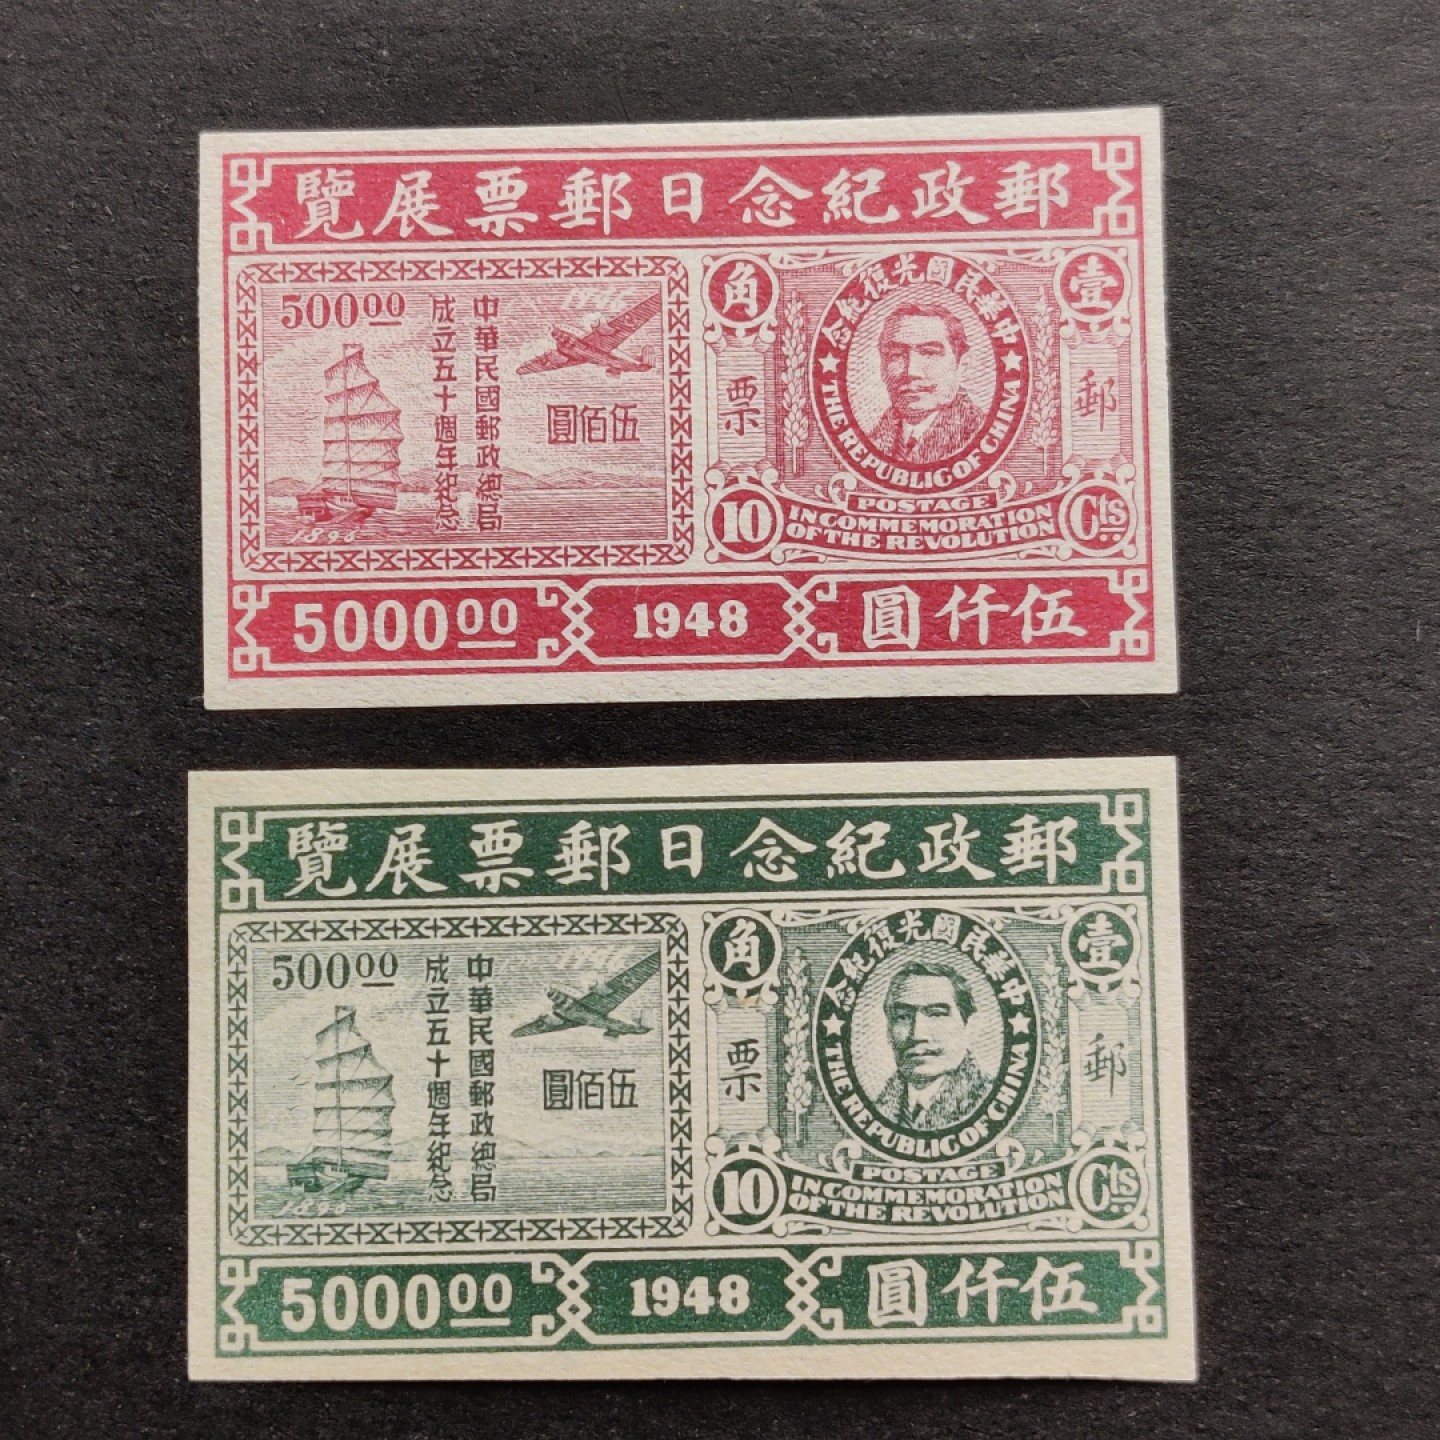 郵政紀念日郵票展覽
500 00
1946
中華民國郵政總局
成立五十週年紀念
伍佰圓
1896
壹
角
中華民國光復紀念
郵
票
THE REPUBLIC OF CHINA
POSTAGE
10
IN COMMEMORATION
OF THE REVOLUTION
Cts
5000 00
1948
伍仟圓
郵政紀念日郵票展覽
500 00
1946
中華民國郵政總局
成立五十週年紀念
伍佰圓
1896
壹
角
中華民國光復紀念
郵
票
THE REPUBLIC OF CHINA
POSTAGE
10
IN COMMEMORATION
OF THE REVOLUTION
Cts
5000 00
1948
伍仟圓